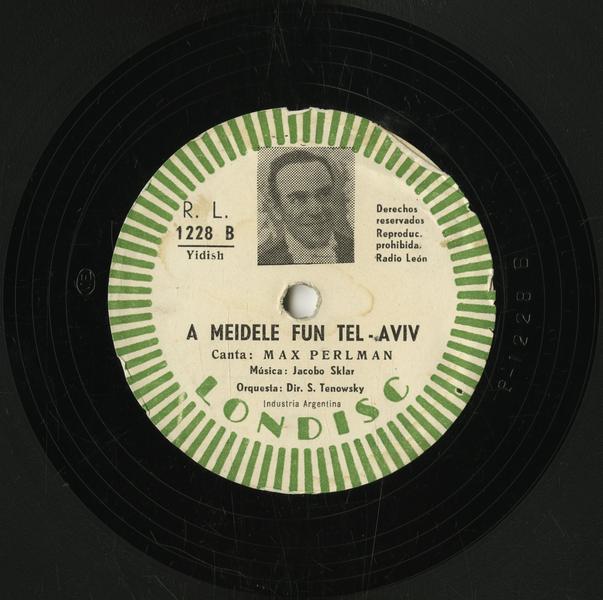 R. L.
1228 B
Yidish
Derechos
reservados
Reproduc.
prohibida.
Radio León
A MEIDELE FUN TEL-AVIV
Canta: MAX PERLMAN
Música: Jacobo Sklar
Orquesta: Dir. S. Tenowsky
Industria Argentina
LONDISC
P-1228 B